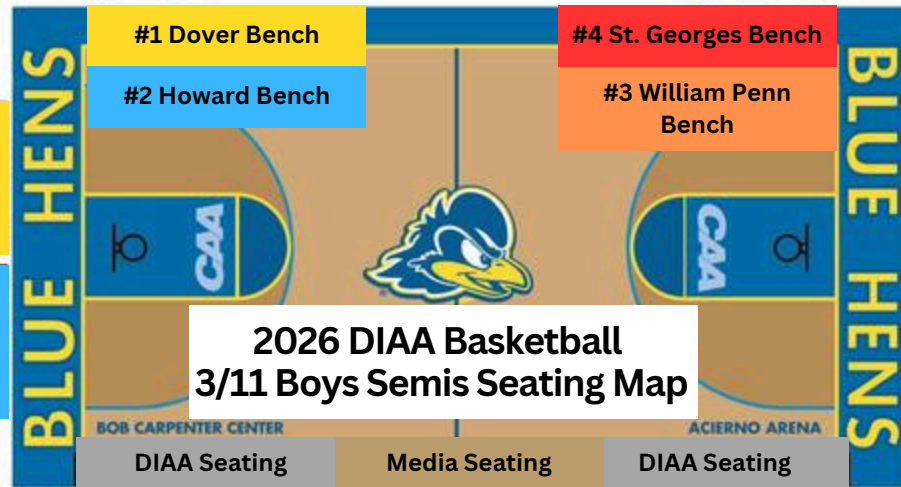 #1 Dover Bench
#4 St. Georges Bench
#2 Howard Bench
#3 William Penn
Bench
BLUE HENS
BLUE HENS
CAA
CAA
2026 DIAA Basketball
3/11 Boys Semis Seating Map
BOB CARPENTER CENTER
ACIERNO ARENA
DIAA Seating
Media Seating
DIAA Seating